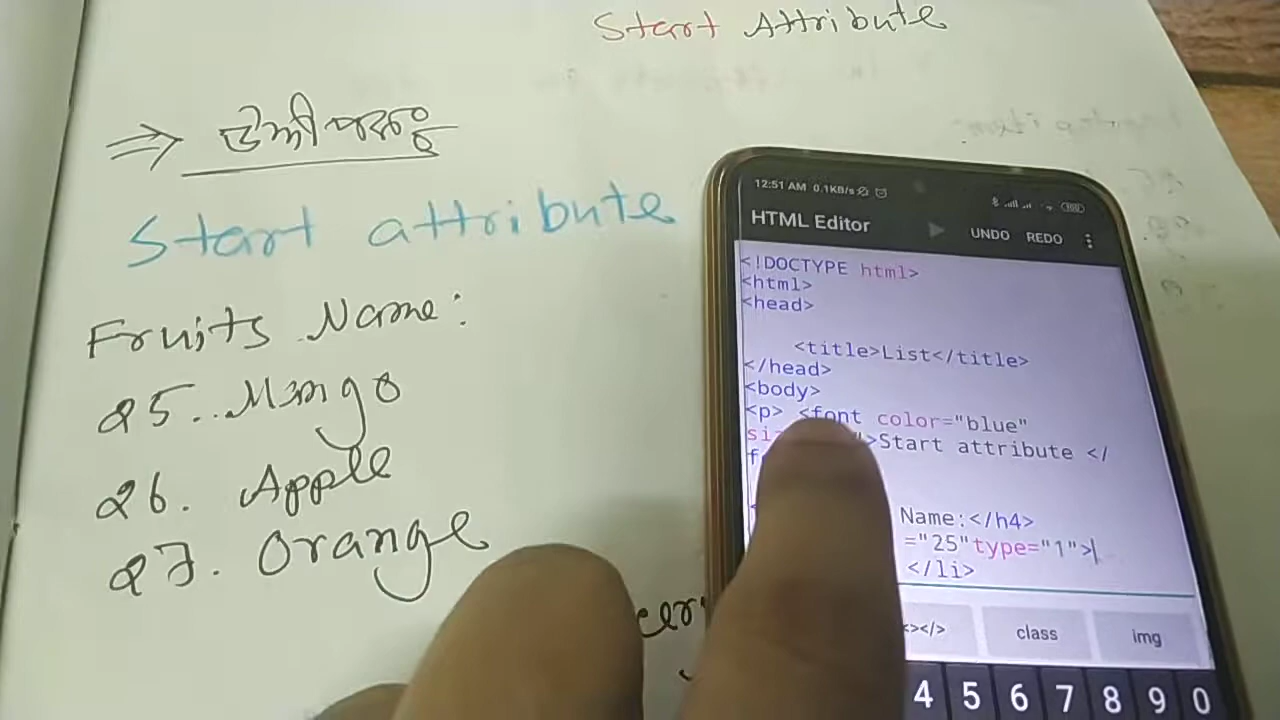 Start Attribute
⇒ উদ্দীপকঃ
Start attribute
Fruits Name:
25.. Mango
26. Apple
27. Orange
12:51 AM 0.1KB/s
HTML Editor UNDO REDO
<!DOCTYPE html>
<html>
<head>
<title>List</title>
</head>
<body>
<p> <font color="blue"
">Start attribute </
Name:</h4>
="25"type="1">
</li>
<></> class img
4 5 6 7 8 9 0